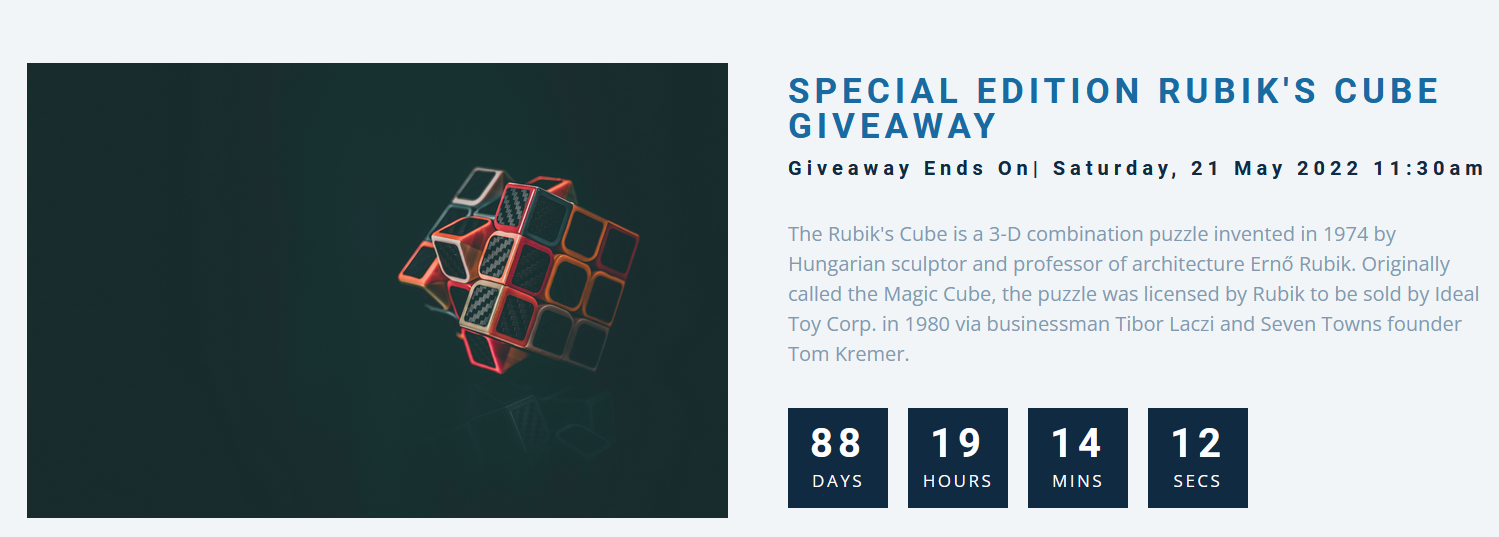 SPECIAL EDITION RUBIK'S CUBE
GIVEAWAY
Giveaway Ends On| Saturday, 21 May 2022 11:30am
The Rubik's Cube is a 3-D combination puzzle invented in 1974 by
Hungarian sculptor and professor of architecture Ernő Rubik. Originally
called the Magic Cube, the puzzle was licensed by Rubik to be sold by Ideal
Toy Corp. in 1980 via businessman Tibor Laczi and Seven Towns founder
Tom Kremer.
88 19 14 12
DAYS HOURS MINS SECS